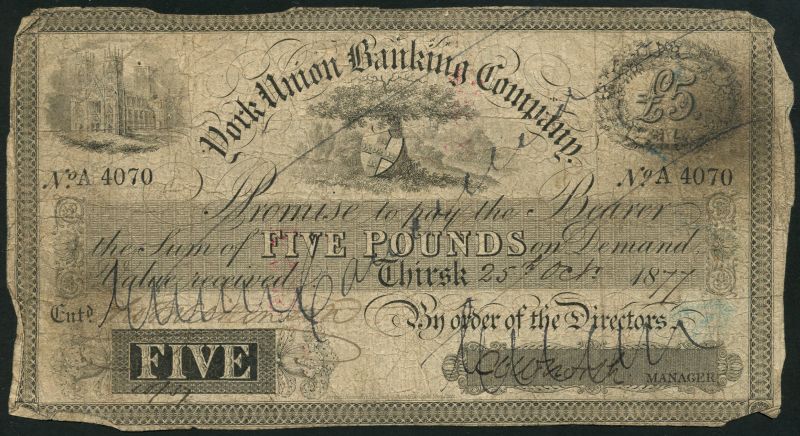 York Union Banking Company.
£5.
No. A 4070 No. A 4070
I Promise to pay the Bearer
the Sum of FIVE POUNDS on Demand,
Value received. Thirsk 25th Oct. 1877
Entd.
By order of the Directors,
FIVE
MANAGER